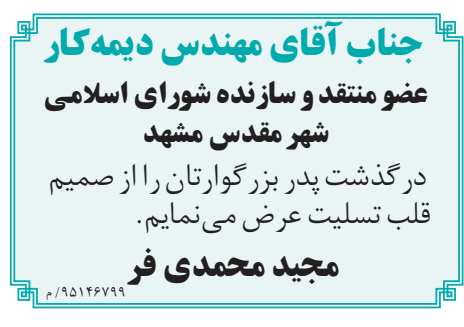 جناب آقای مهندس دیمه‌کار
عضو منتقد و سازنده شورای اسلامی
شهر مقدس مشهد
درگذشت پدر بزرگوارتان را از صمیم
قلب تسلیت عرض می‌نمایم.
مجید محمدی فر
۹۵۱۴۶۷۹۹/م